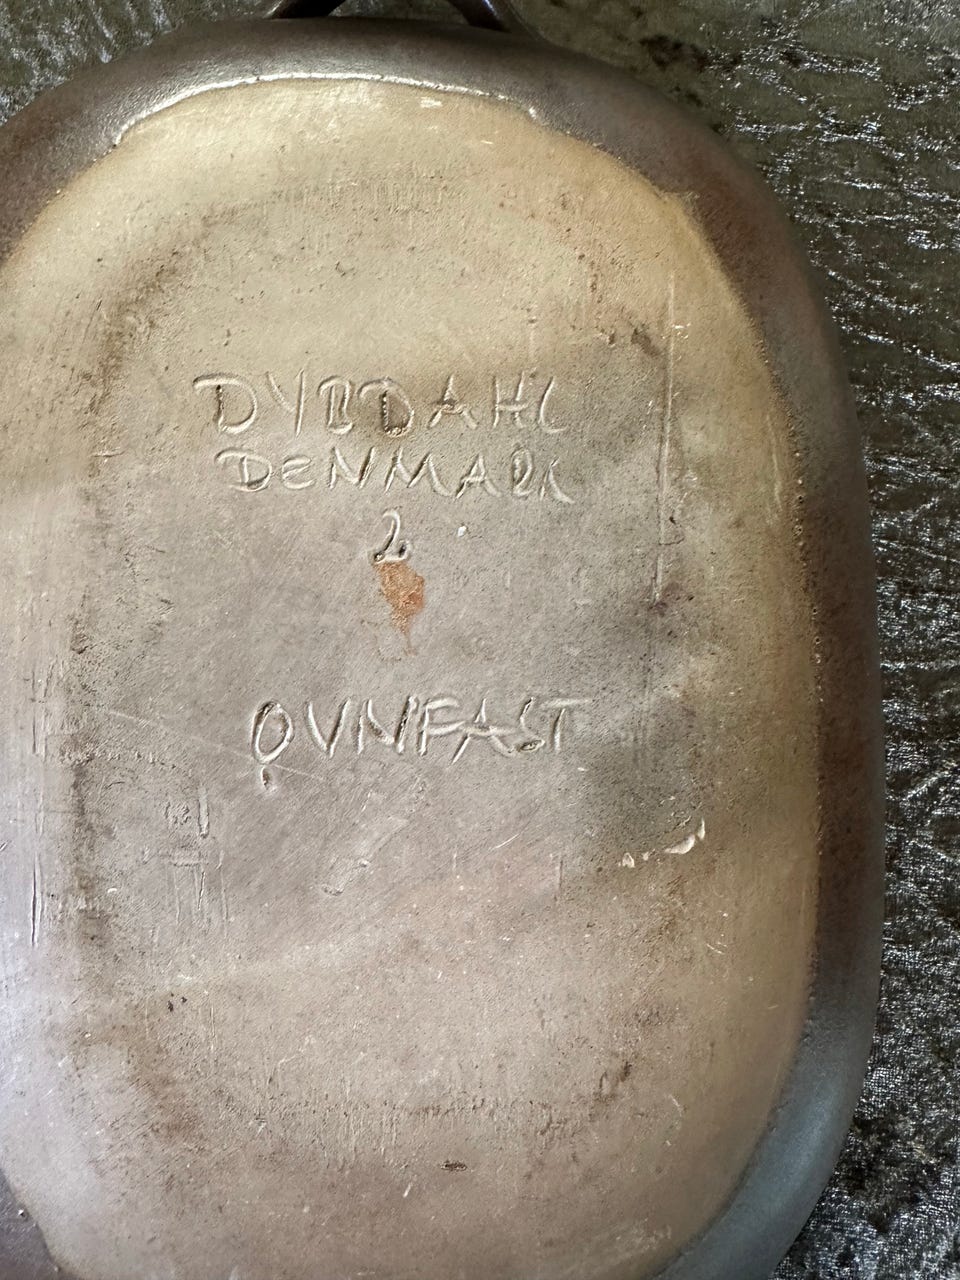 DYBDAHL
DENMARK
2
OVNFAST